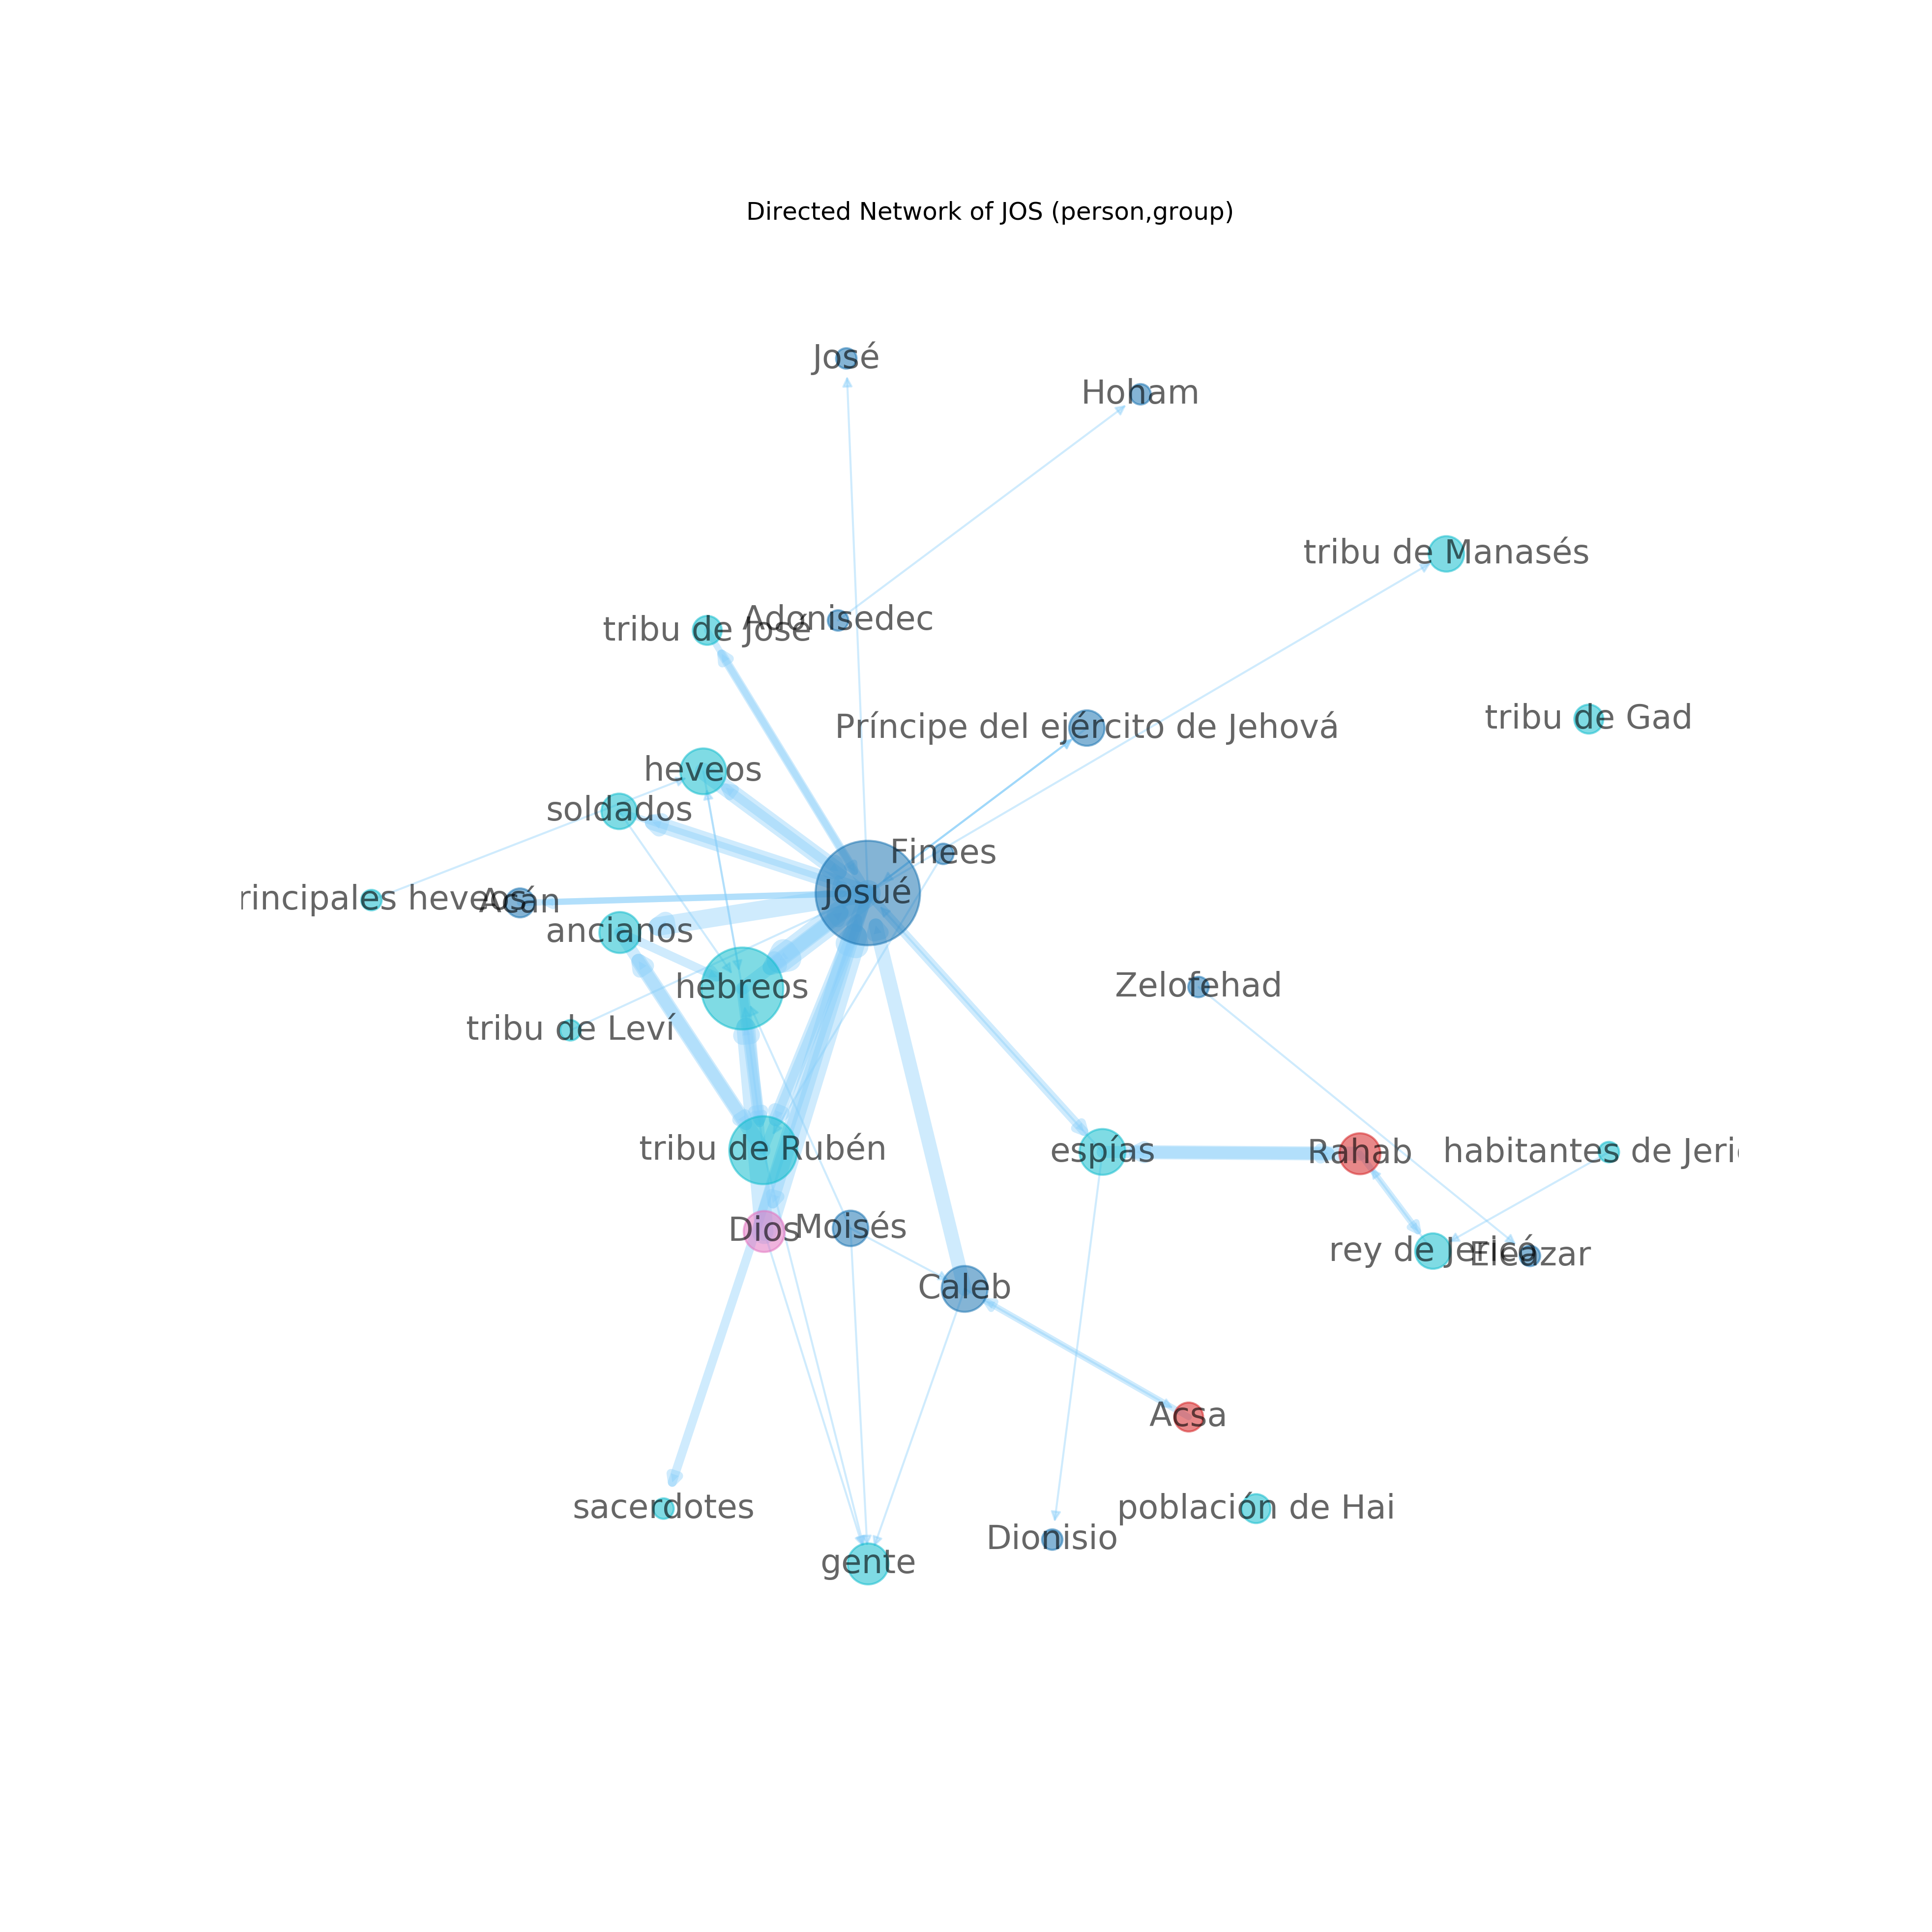 Directed Network of JOS (person,group)
José
Hoham
tribu de Manasés
Adonisedec
tribu de José
tribu de Gad
Príncipe del ejército de Jehová
heveos
soldados
Finees
Josué
rincipales heveos
Acán
ancianos
Zelofehad
hebreos
tribu de Leví
tribu de Rubén
espías
Rahab
habitantes de Jeri
Dios
Moisés
rey de Jericó
Eleazar
Caleb
Acsa
sacerdotes
población de Hai
Dionisio
gente